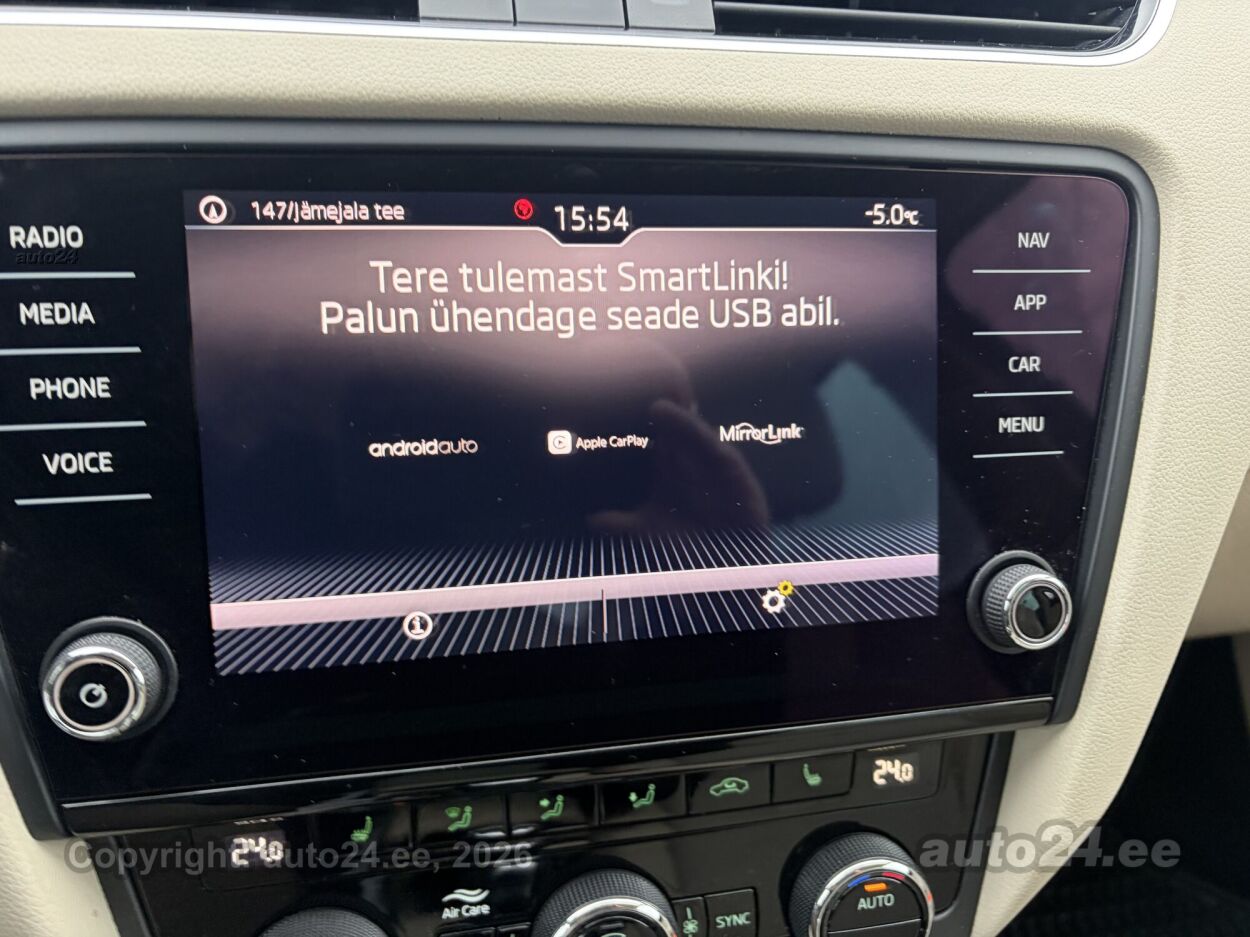 147/Jämejala tee
15:54
-5.0℃
RADIO
auto24
MEDIA
PHONE
VOICE
NAV
APP
CAR
MENU
Tere tulemast SmartLinki!
Palun ühendage seade USB abil.
androidauto
Apple CarPlay
MirrorLink
24.0
24.0
Copyright auto24.ee, 2026
auto24.ee
Air Care
SYNC
AUTO